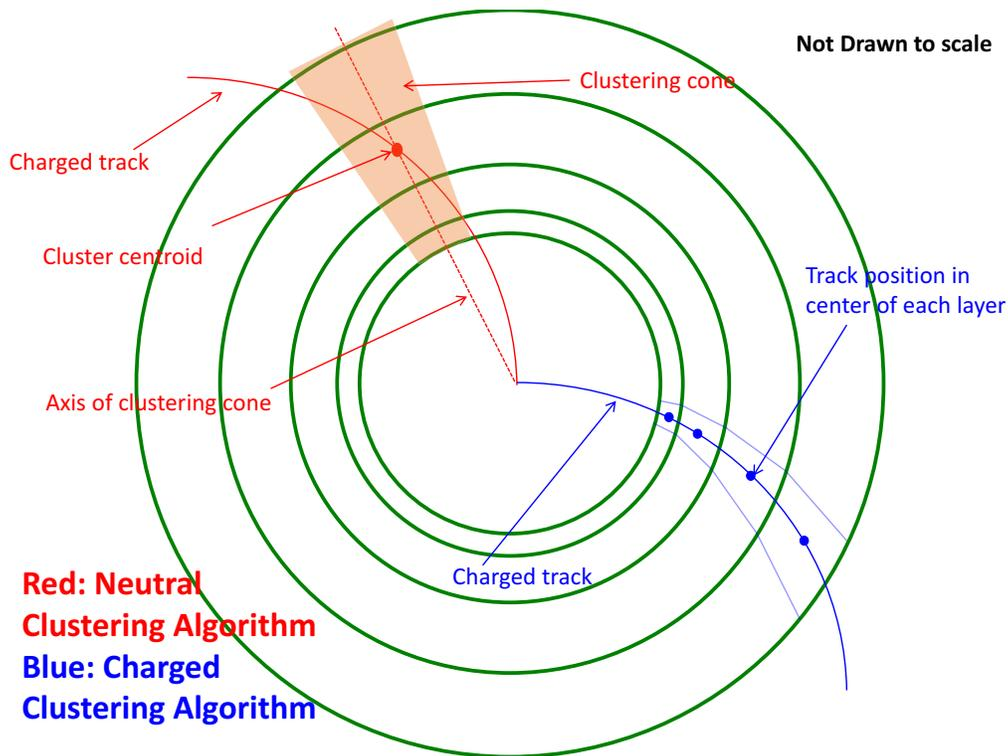 Not Drawn to scale
Clustering cone
Charged track
Cluster centroid
Track position in
center of each layer
Axis of clustering cone
Charged track
Red: Neutral
Clustering Algorithm
Blue: Charged
Clustering Algorithm